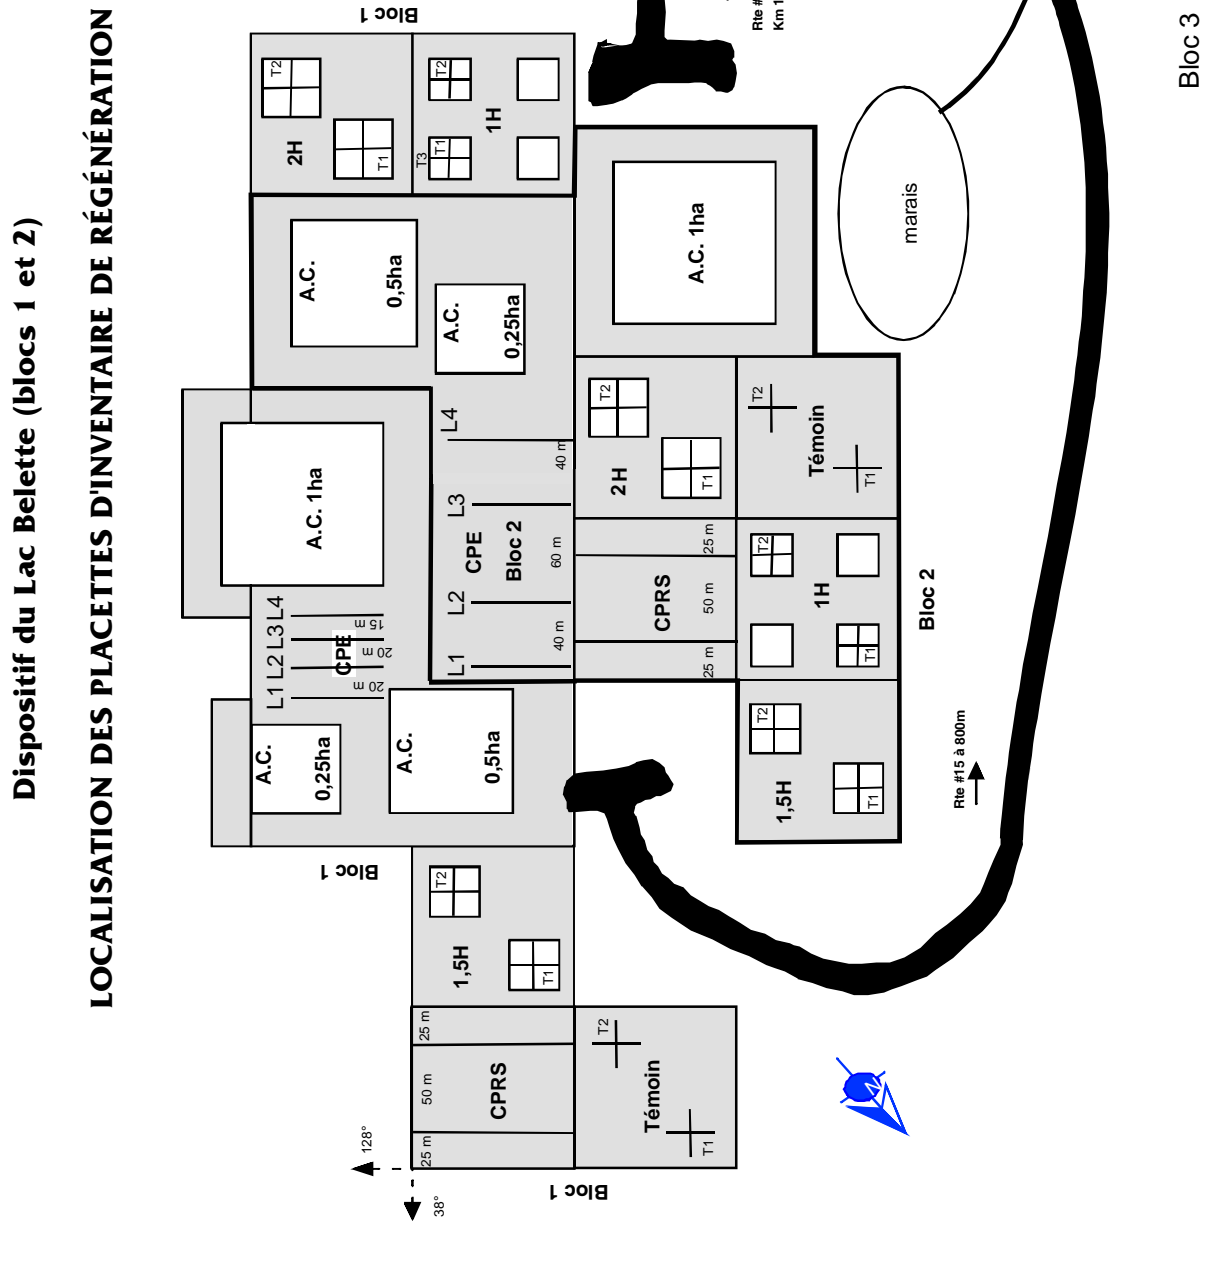 Dispositif du Lac Belette (blocs 1 et 2)
LOCALISATION DES PLACETTES D'INVENTAIRE DE RÉGÉNÉRATION
Bloc 1
T2
2H
T1
T2
1H
T3
T1
Rte #
Km 1
Bloc 3
A.C.
0,5ha
A.C.
0,25ha
A.C. 1ha
marais
A.C. 1ha
L4
40 m
L3
CPE
Bloc 2
60 m
L2
40 m
L1
T2
2H
T1
T2
Témoin
T1
L1 L2 L3 L4
15 m
CPE
20 m
20 m
25 m
CPRS
50 m
25 m
T2
1H
T1
Bloc 2
A.C.
0,25ha
A.C.
0,5ha
T2
1,5H
T1
Rte #15 à 800m
Bloc 1
T2
1,5H
T1
25 m
50 m
CPRS
25 m
T2
Témoin
T1
N
128°
38°
Bloc 1